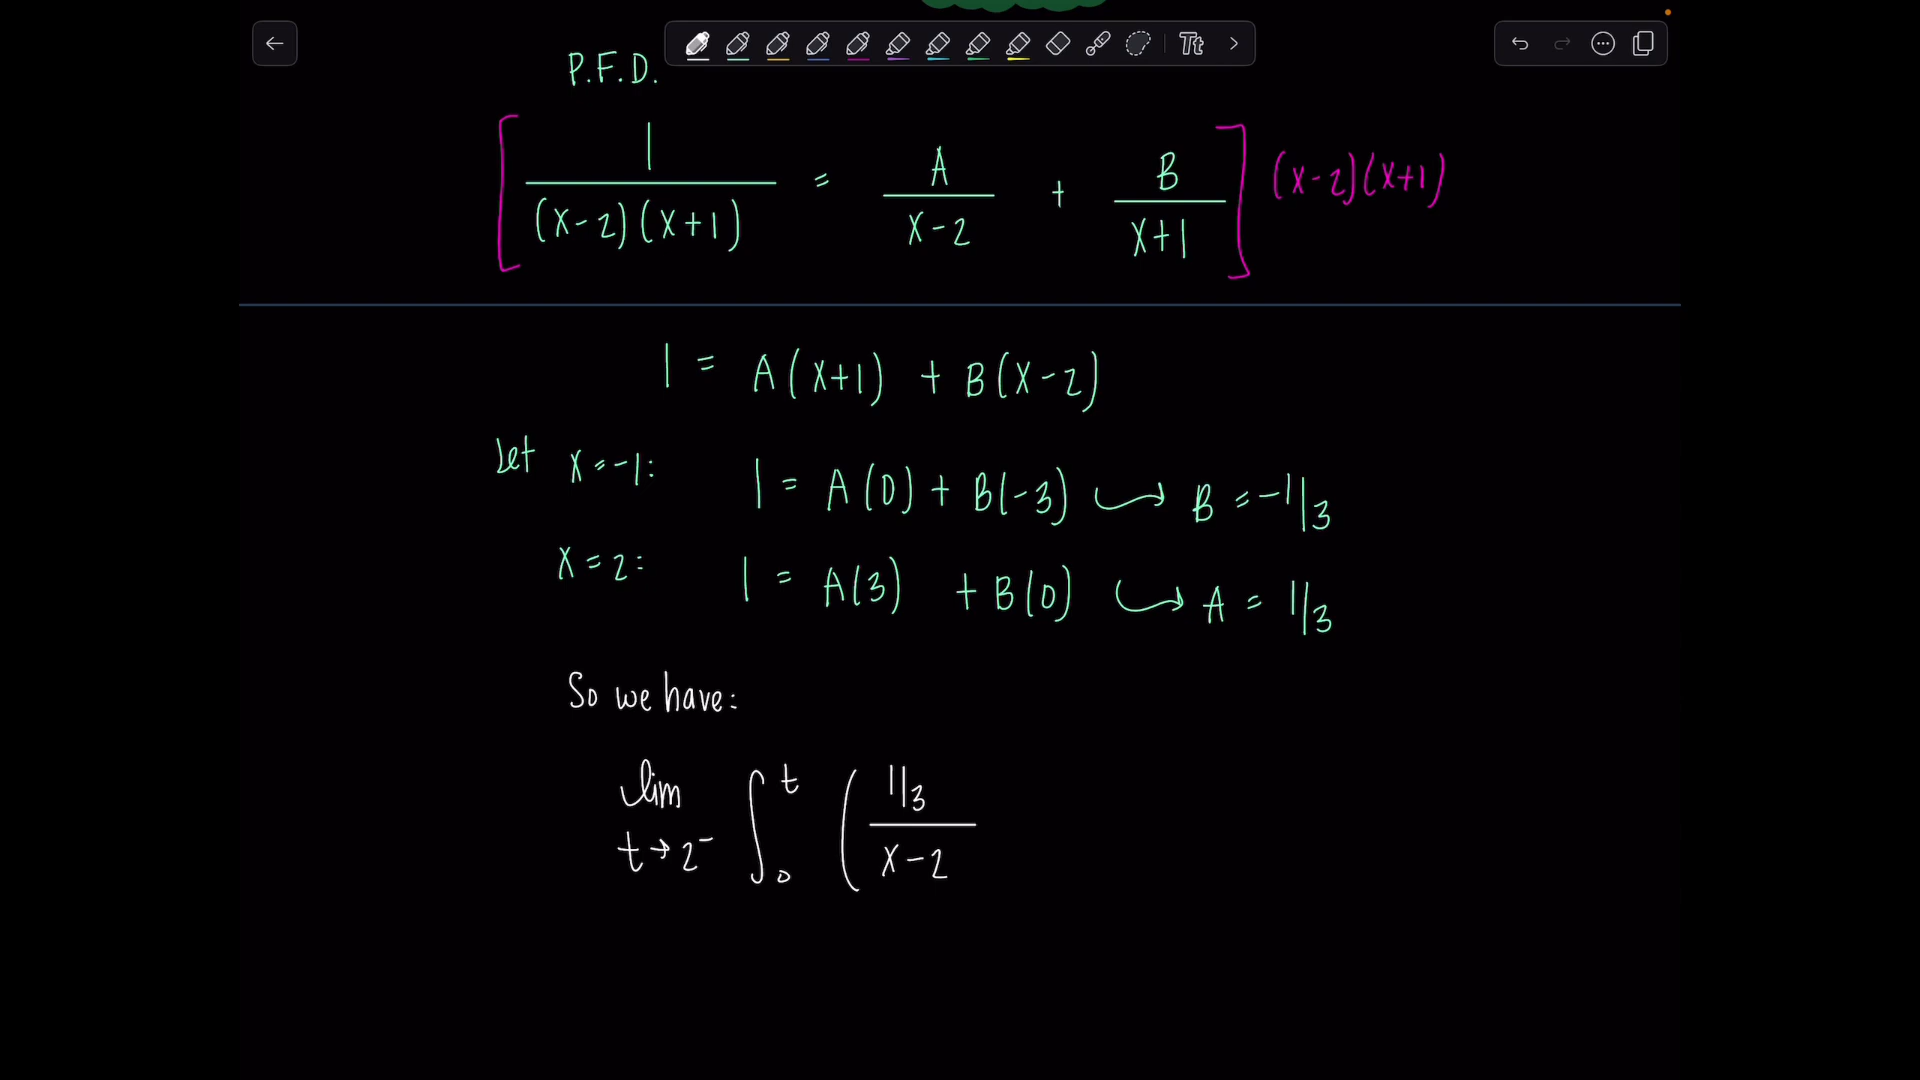 Tt
P.F.D.
[ 1 / (x-2)(x+1) = A / x-2 + B / x+1 ] (x-2)(x+1)
1 = A(x+1) + B(x-2)
Let x=-1: 1 = A(0) + B(-3) → B = -1/3
x=2: 1 = A(3) + B(0) → A = 1/3
So we have:
lim t→2⁻ ∫₀ᵗ ( 1/3 / x-2